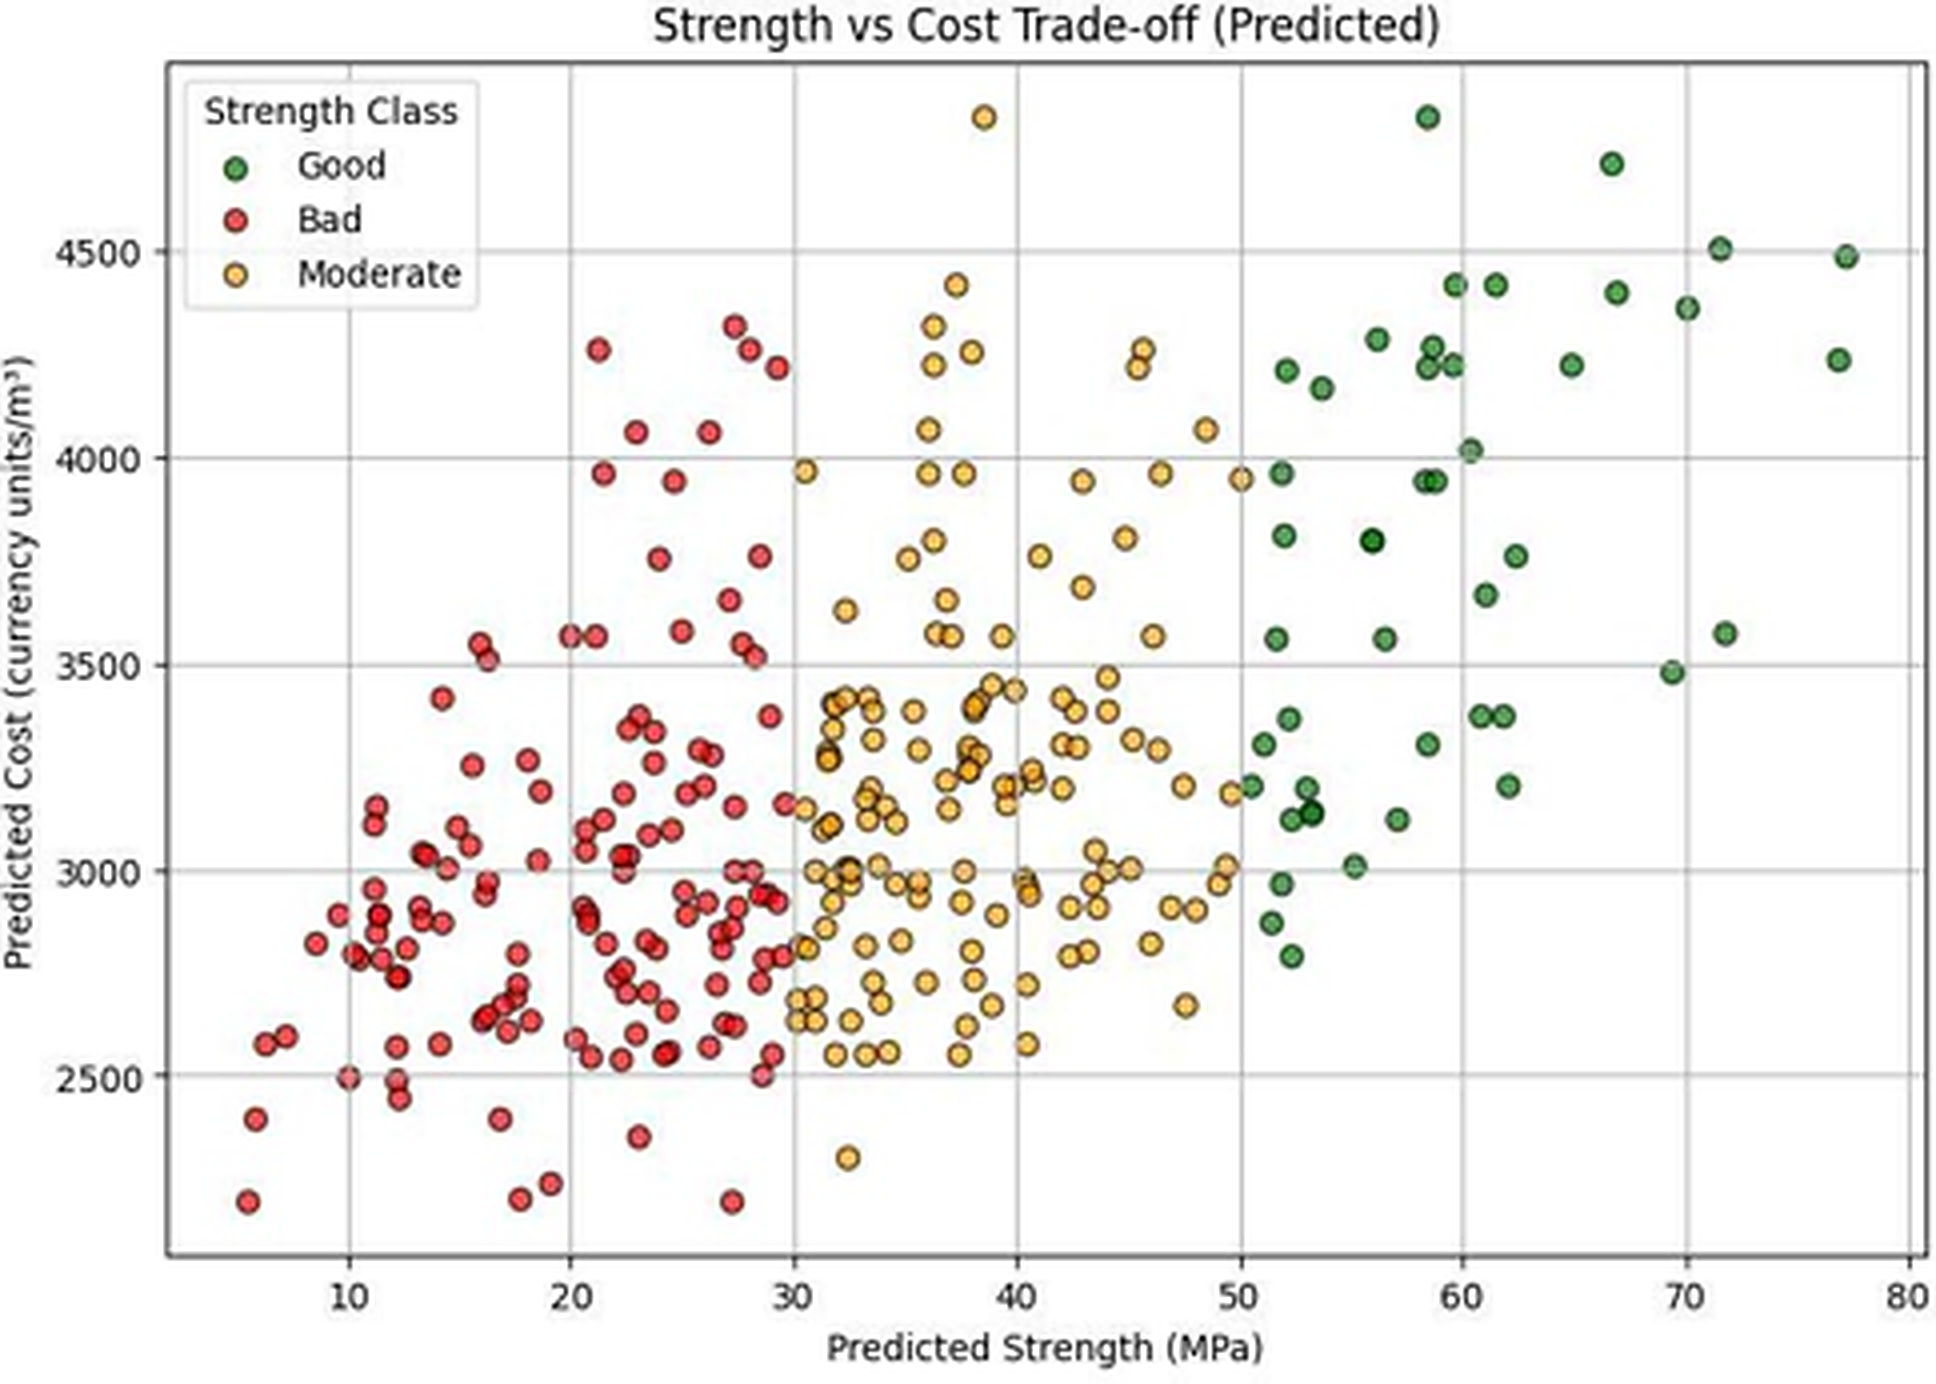 Strength vs Cost Trade-off (Predicted)
Strength Class
Good
Bad
Moderate
4500
4000
3500
3000
2500
Predicted Cost (currency units/m³)
10 20 30 40 50 60 70 80
Predicted Strength (MPa)